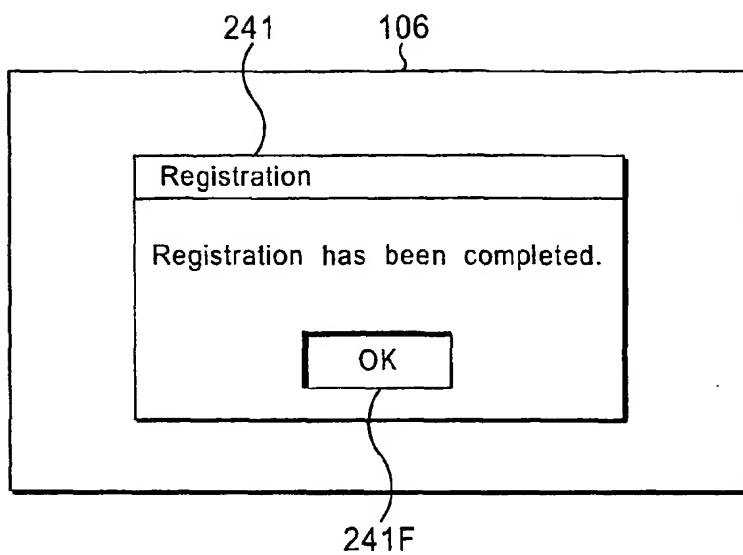 241 106
Registration
Registration has been completed.
OK
241F